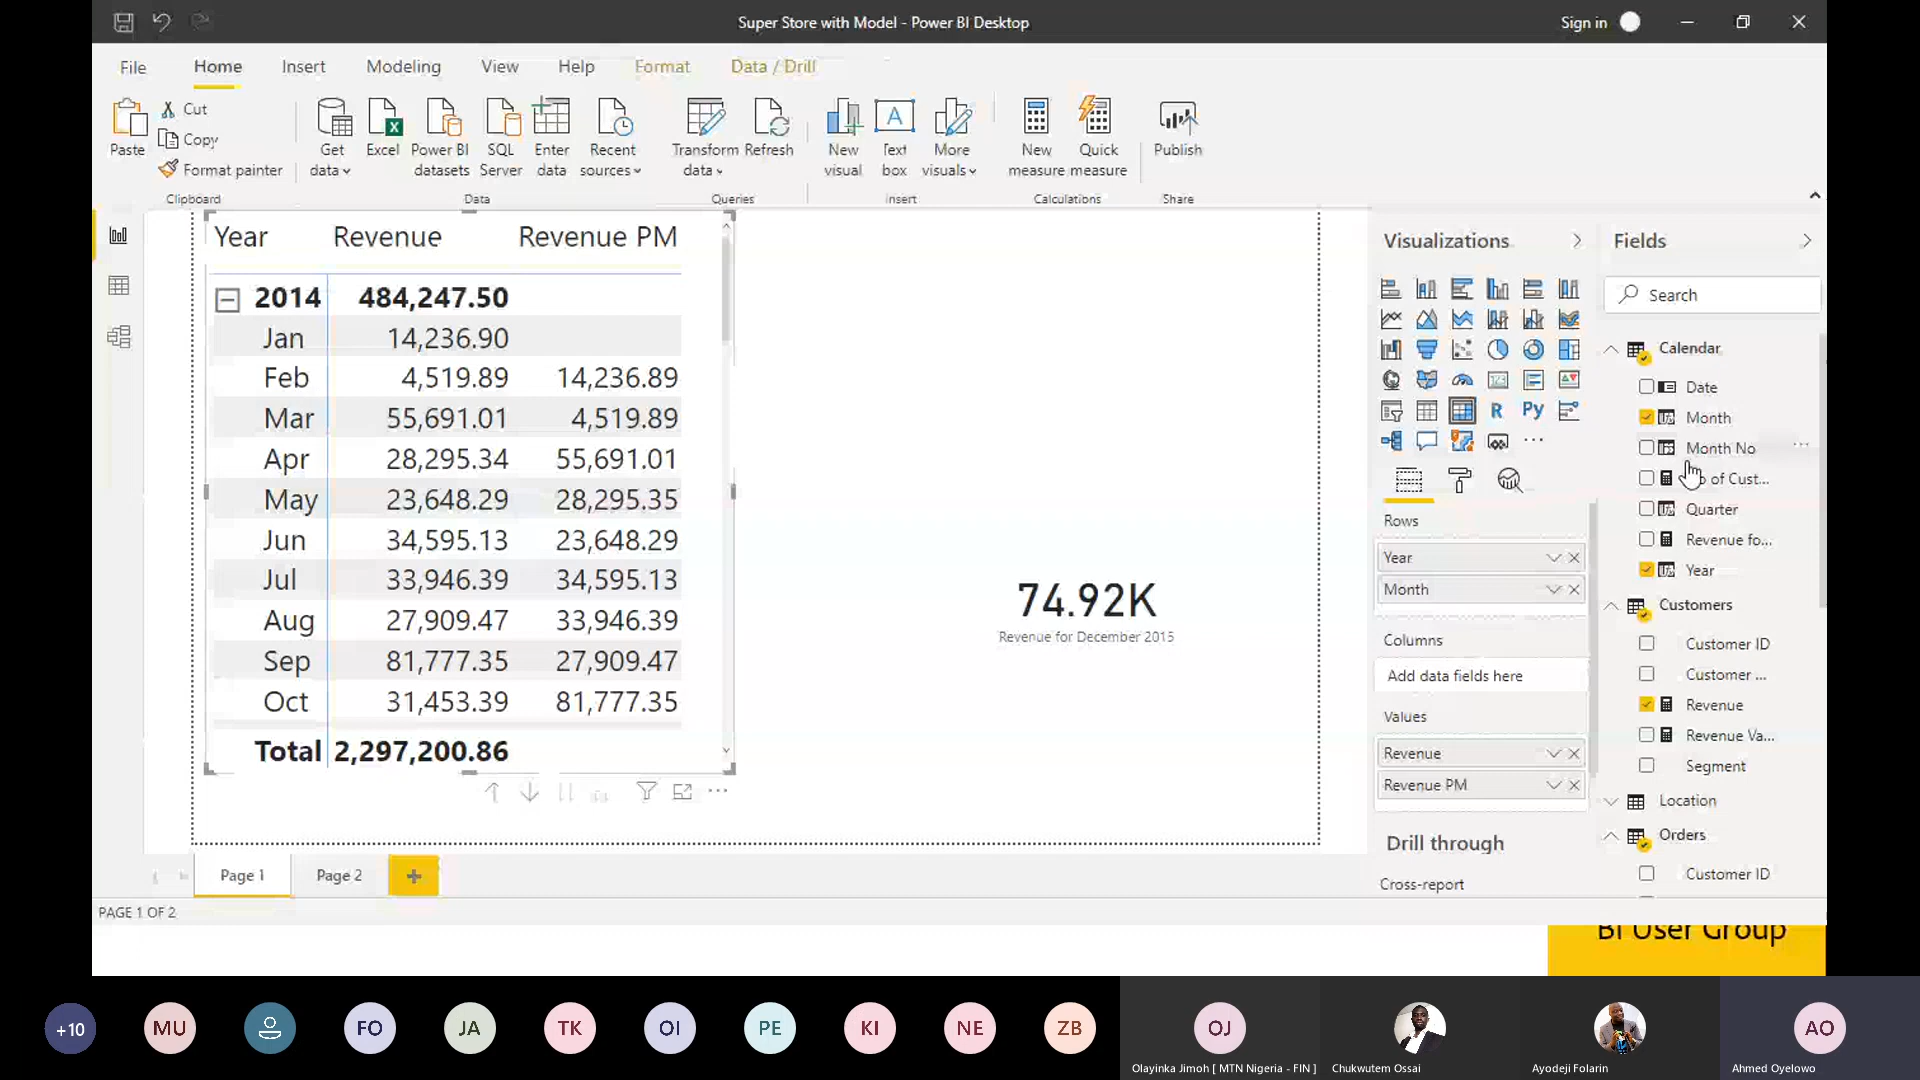 Super Store with Model - Power BI Desktop
Sign in
File Home Insert Modeling View Help Format Data / Drill
Paste
Cut
Copy
Format painter
Clipboard
Get data
Excel
Power BI datasets
SQL Server
Enter data
Recent sources
Data
Transform data
Refresh
Queries
New visual
Text box
More visuals
Insert
New measure
Quick measure
Calculations
Publish
Share
Year Revenue Revenue PM
2014 484,247.50
Jan 14,236.90
Feb 4,519.89 14,236.89
Mar 55,691.01 4,519.89
Apr 28,295.34 55,691.01
May 23,648.29 28,295.35
Jun 34,595.13 23,648.29
Jul 33,946.39 34,595.13
Aug 27,909.47 33,946.39
Sep 81,777.35 27,909.47
Oct 31,453.39 81,777.35
Total 2,297,200.86
74.92K
Revenue for December 2015
Visualizations
R Py
Rows
Year
Month
Columns
Add data fields here
Values
Revenue
Revenue PM
Drill through
Cross-report
Fields
Search
Calendar
Date
Month
Month No
of Cust...
Quarter
Revenue fo...
Year
Customers
Customer ID
Customer ...
Revenue
Revenue Va...
Segment
Location
Orders
Customer ID
Page 1 Page 2
PAGE 1 OF 2
BI User Group
+10 MU FO JA TK OI PE KI NE ZB OJ AO
Olayinka Jimoh [ MTN Nigeria - FIN ] Chukwutem Ossai Ayodeji Folarin Ahmed Oyelowo